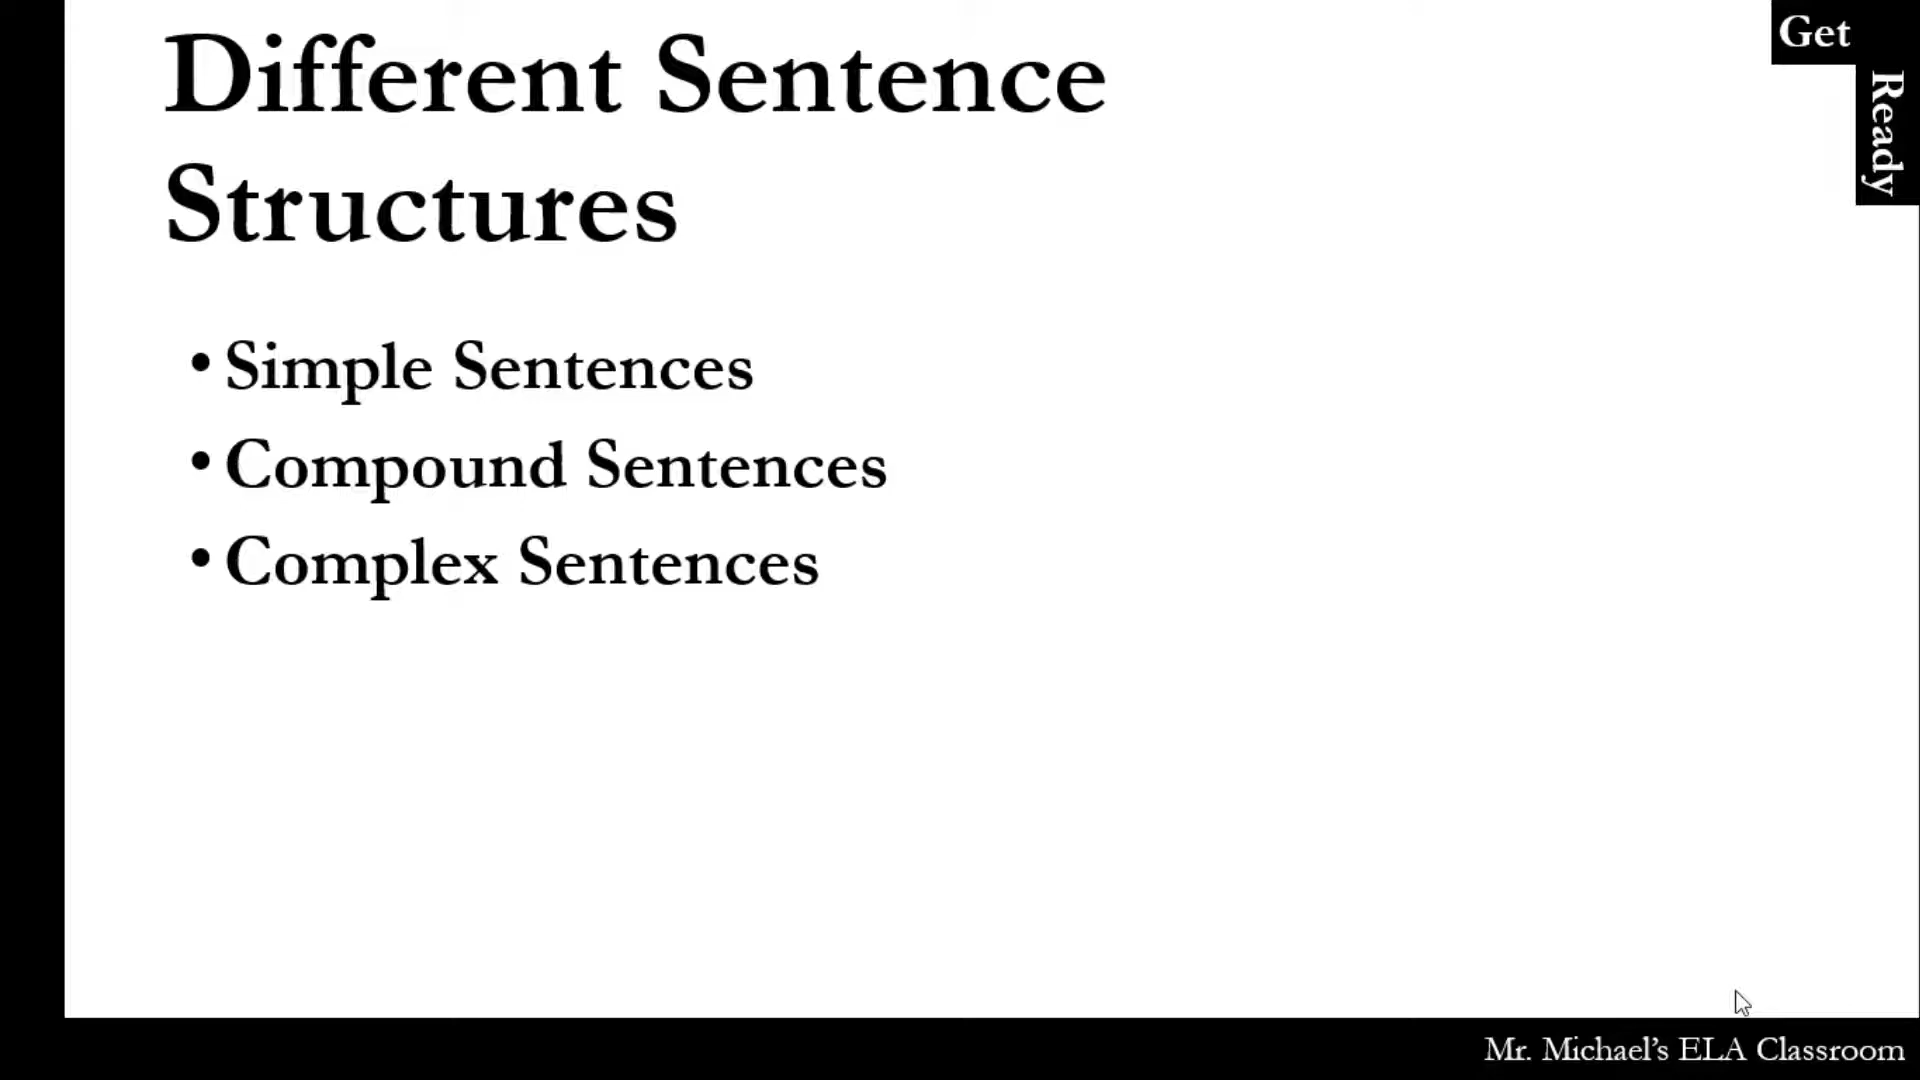 Different Sentence
Structures
• Simple Sentences
• Compound Sentences
• Complex Sentences
Get
Ready
Mr. Michael’s ELA Classroom